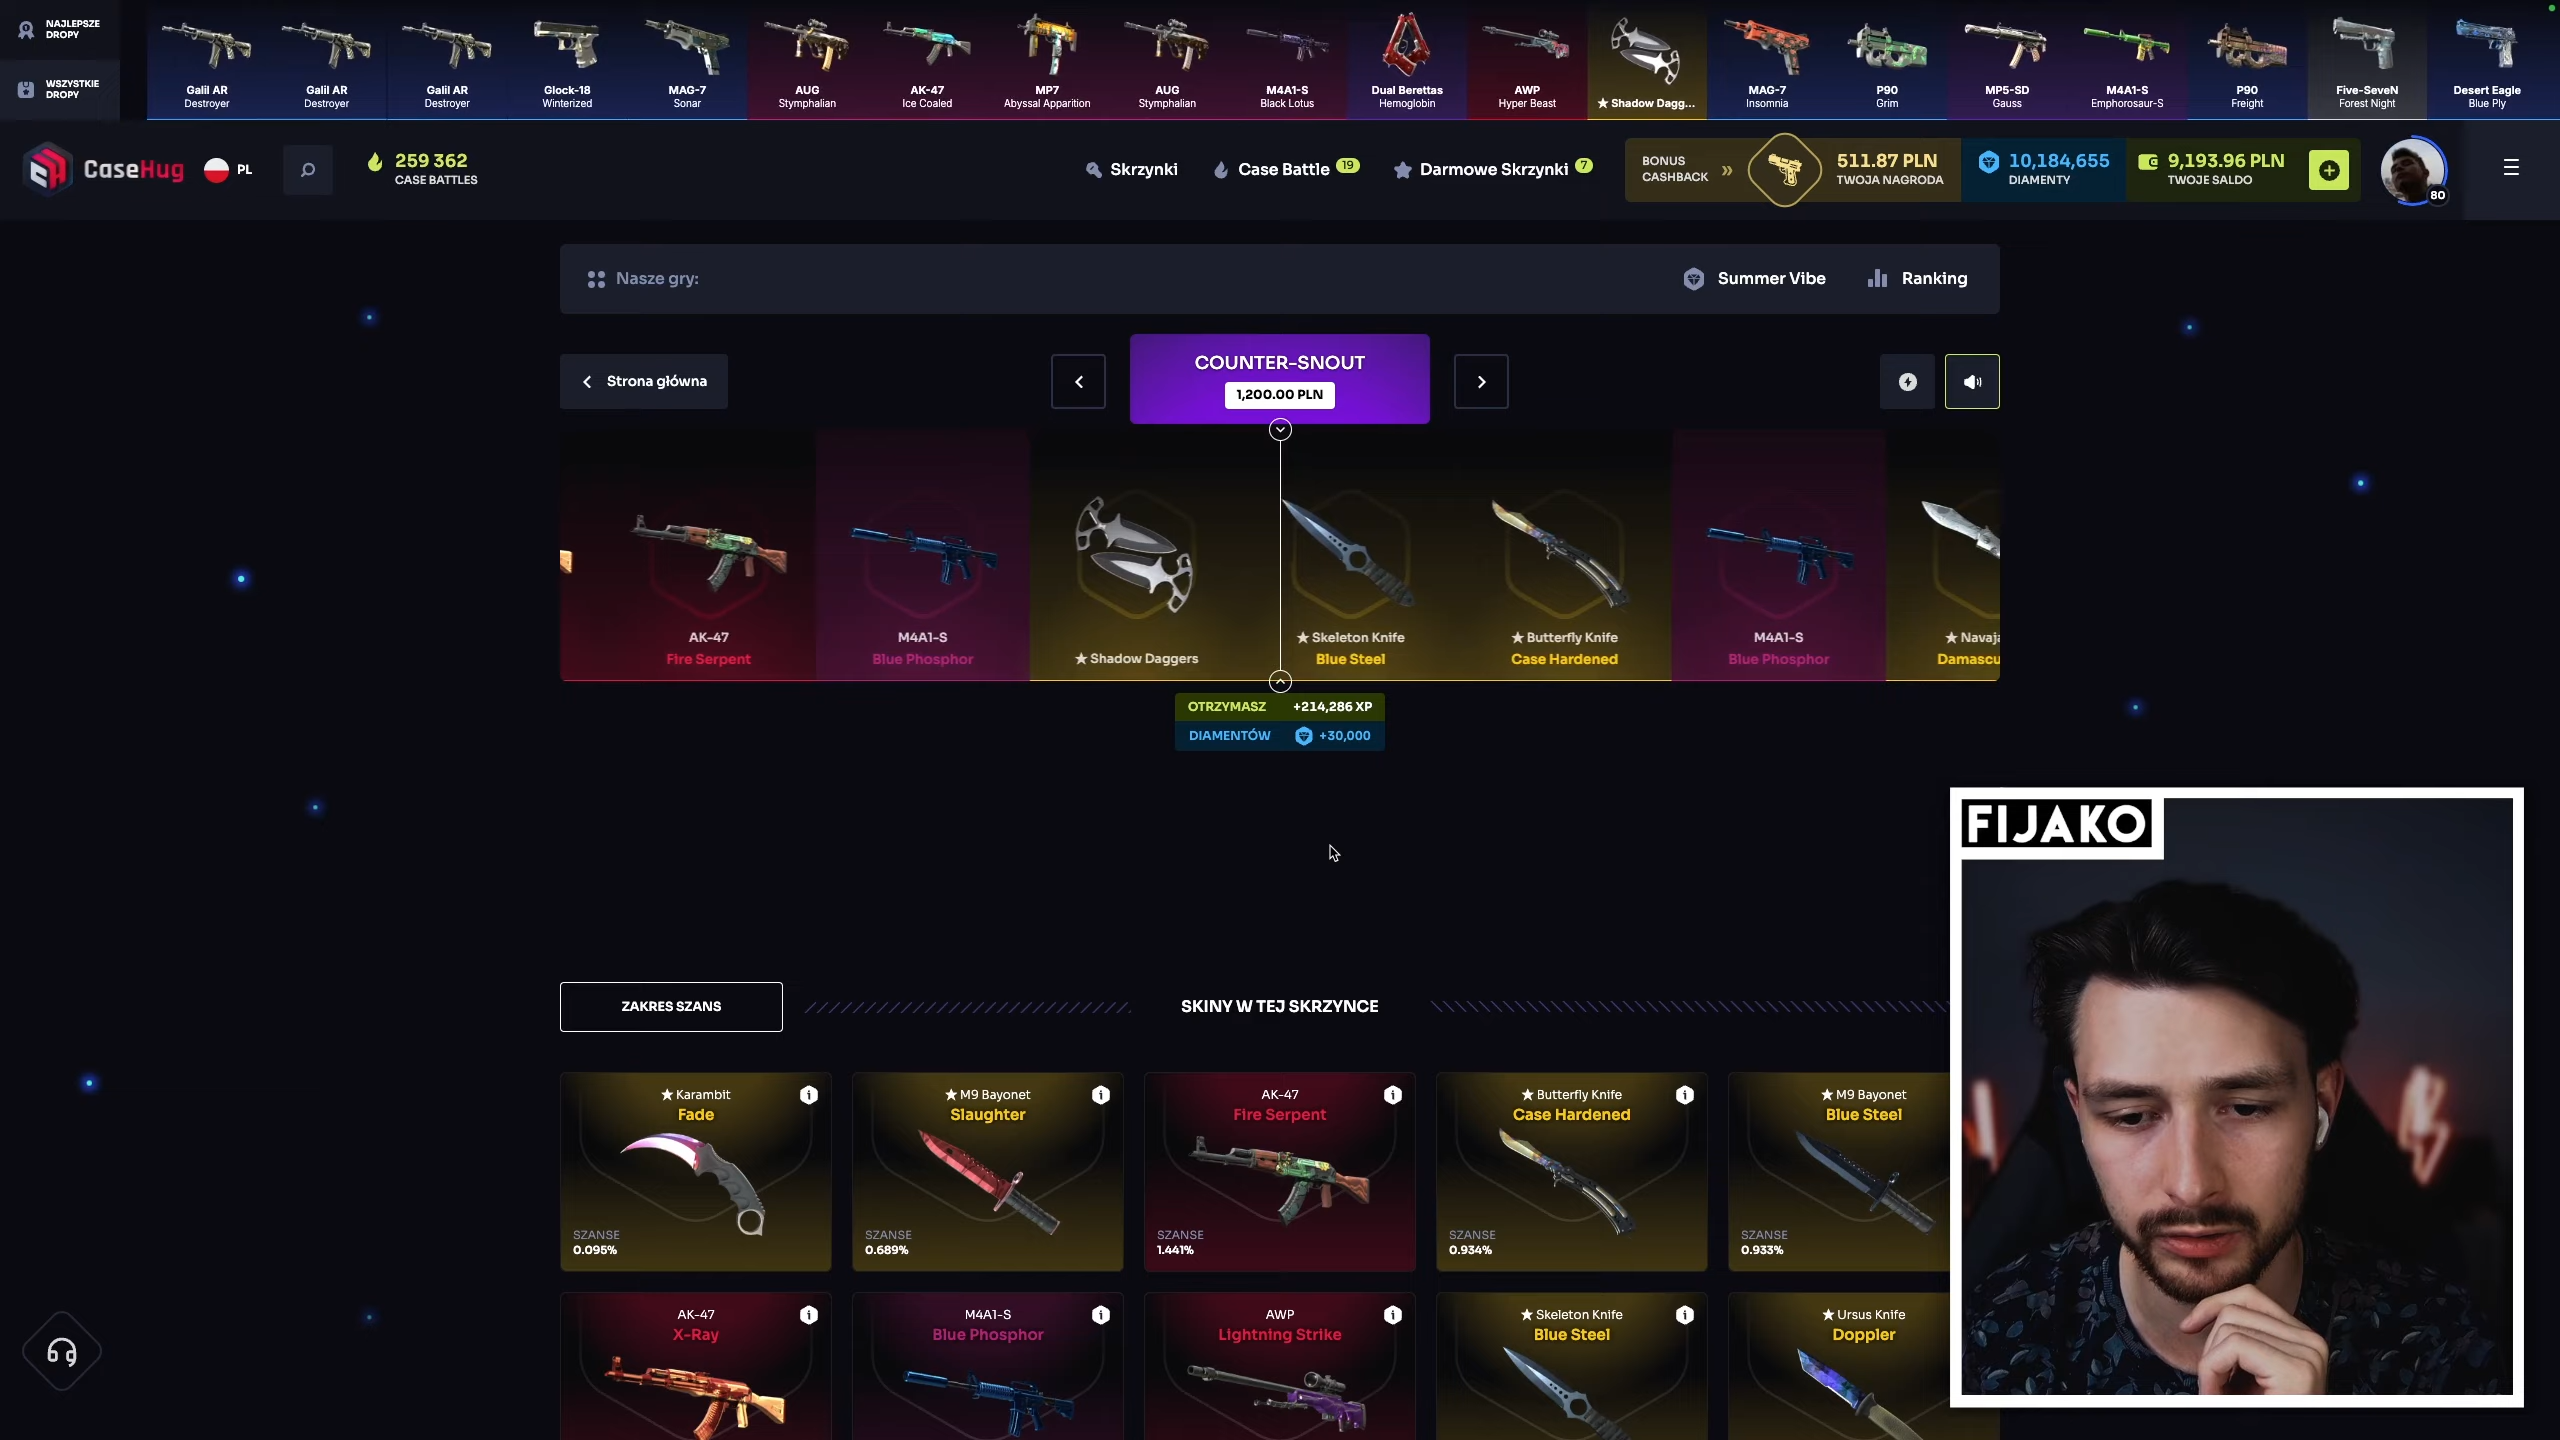 NAJLEPSZE
DROPY
WSZYSTKIE
DROPY
Galil AR
Destroyer
Galil AR
Destroyer
Galil AR
Destroyer
Glock-18
Winterized
MAG-7
Sonar
AUG
Stymphalian
AK-47
Ice Coaled
MP7
Abyssal Apparition
AUG
Stymphalian
M4A1-S
Black Lotus
Dual Berettas
Hemoglobin
AWP
Hyper Beast
★ Shadow Dagg...
MAG-7
Insomnia
P90
Grim
MP5-SD
Gauss
M4A1-S
Emphorosaur-S
P90
Freight
Five-SeveN
Forest Night
Desert Eagle
Blue Ply
CaseHug
PL
259 362
CASE BATTLES
Skrzynki
Case Battle 19
Darmowe Skrzynki 7
BONUS
CASHBACK
511.87 PLN
TWOJA NAGRODA
10,184,655
DIAMENTY
9,193.96 PLN
TWOJE SALDO
80
Nasze gry:
Summer Vibe
Ranking
Strona główna
COUNTER-SNOUT
1,200.00 PLN
AK-47
Fire Serpent
M4A1-S
Blue Phosphor
★ Shadow Daggers
★ Skeleton Knife
Blue Steel
★ Butterfly Knife
Case Hardened
M4A1-S
Blue Phosphor
★ Navaja
Damascu
OTRZYMASZ +214,286 XP
DIAMENTÓW +30,000
FIJAKO
ZAKRES SZANS
SKINY W TEJ SKRZYNCE
★ Karambit
Fade
SZANSE
0.095%
★ M9 Bayonet
Slaughter
SZANSE
0.689%
AK-47
Fire Serpent
SZANSE
1.441%
★ Butterfly Knife
Case Hardened
SZANSE
0.934%
★ M9 Bayonet
Blue Steel
SZANSE
0.933%
AK-47
X-Ray
M4A1-S
Blue Phosphor
AWP
Lightning Strike
★ Skeleton Knife
Blue Steel
★ Ursus Knife
Doppler